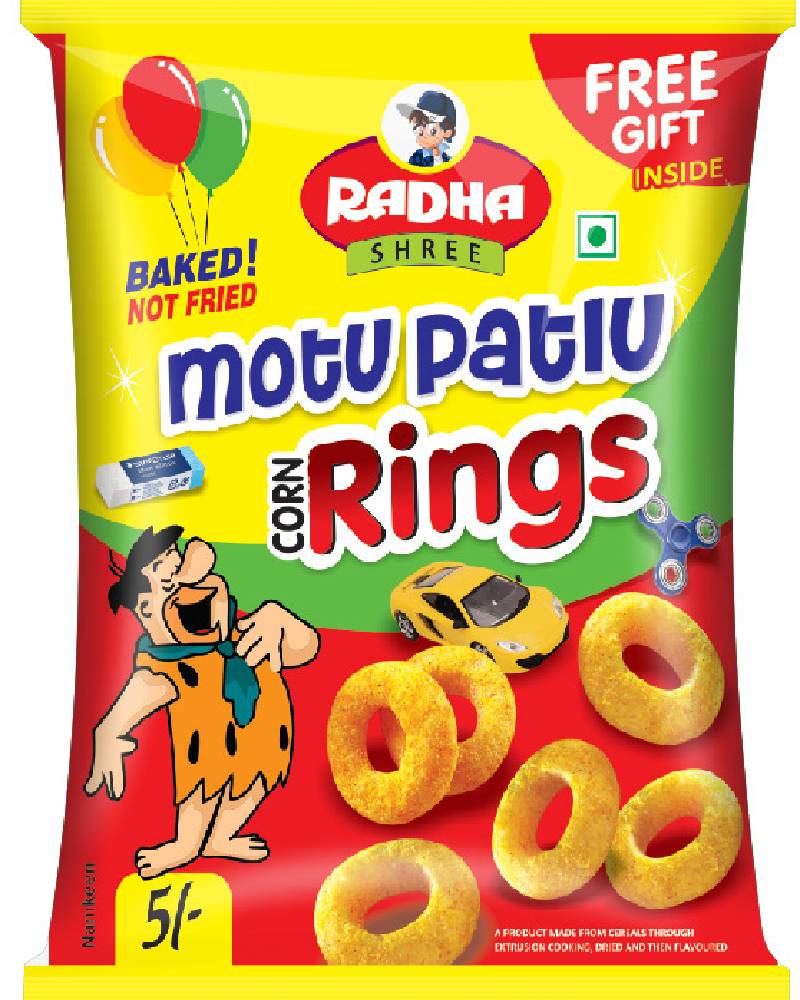 FREE
GIFT
INSIDE
RADHA
SHREE
BAKED!
NOT FRIED
motu patlu
CORN
Rings
Namkeen
5/-
A PRODUCT MADE FROM CEREALS THROUGH
EXTRUSION COOKING, DRIED AND THEN FLAVOURED